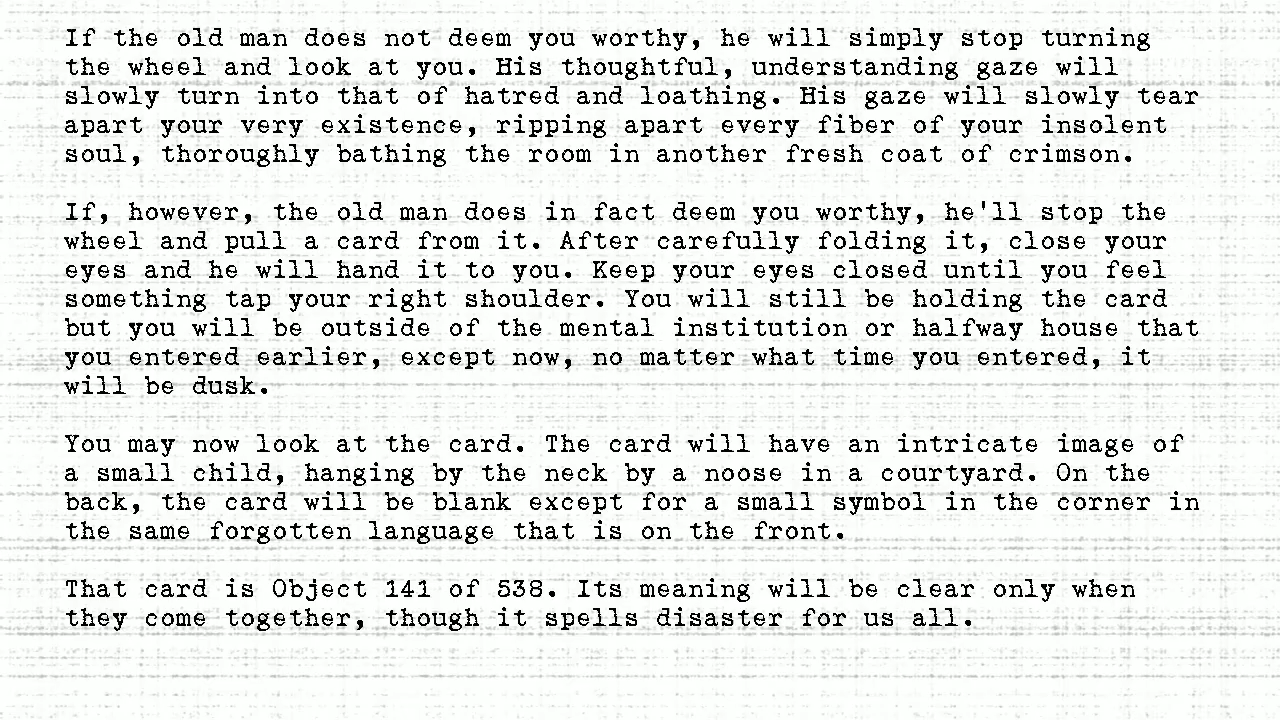 If the old man does not deem you worthy, he will simply stop turning
the wheel and look at you. His thoughtful, understanding gaze will
slowly turn into that of hatred and loathing. His gaze will slowly tear
apart your very existence, ripping apart every fiber of your insolent
soul, thoroughly bathing the room in another fresh coat of crimson.
If, however, the old man does in fact deem you worthy, he'll stop the
wheel and pull a card from it. After carefully folding it, close your
eyes and he will hand it to you. Keep your eyes closed until you feel
something tap your right shoulder. You will still be holding the card
but you will be outside of the mental institution or halfway house that
you entered earlier, except now, no matter what time you entered, it
will be dusk.
You may now look at the card. The card will have an intricate image of
a small child, hanging by the neck by a noose in a courtyard. On the
back, the card will be blank except for a small symbol in the corner in
the same forgotten language that is on the front.
That card is Object 141 of 538. Its meaning will be clear only when
they come together, though it spells disaster for us all.